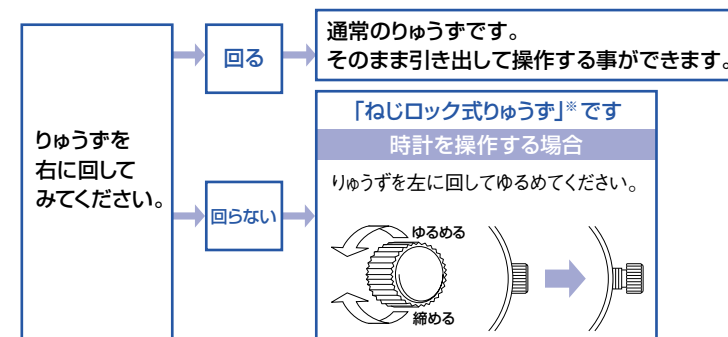 りゅうずを
右に回して
みてください。
回る
通常のりゅうずです。
そのまま引き出して操作する事ができます。
回らない
「ねじロック式りゅうず」※です
時計を操作する場合
りゅうずを左に回してゆるめてください。
ゆるめる
締める